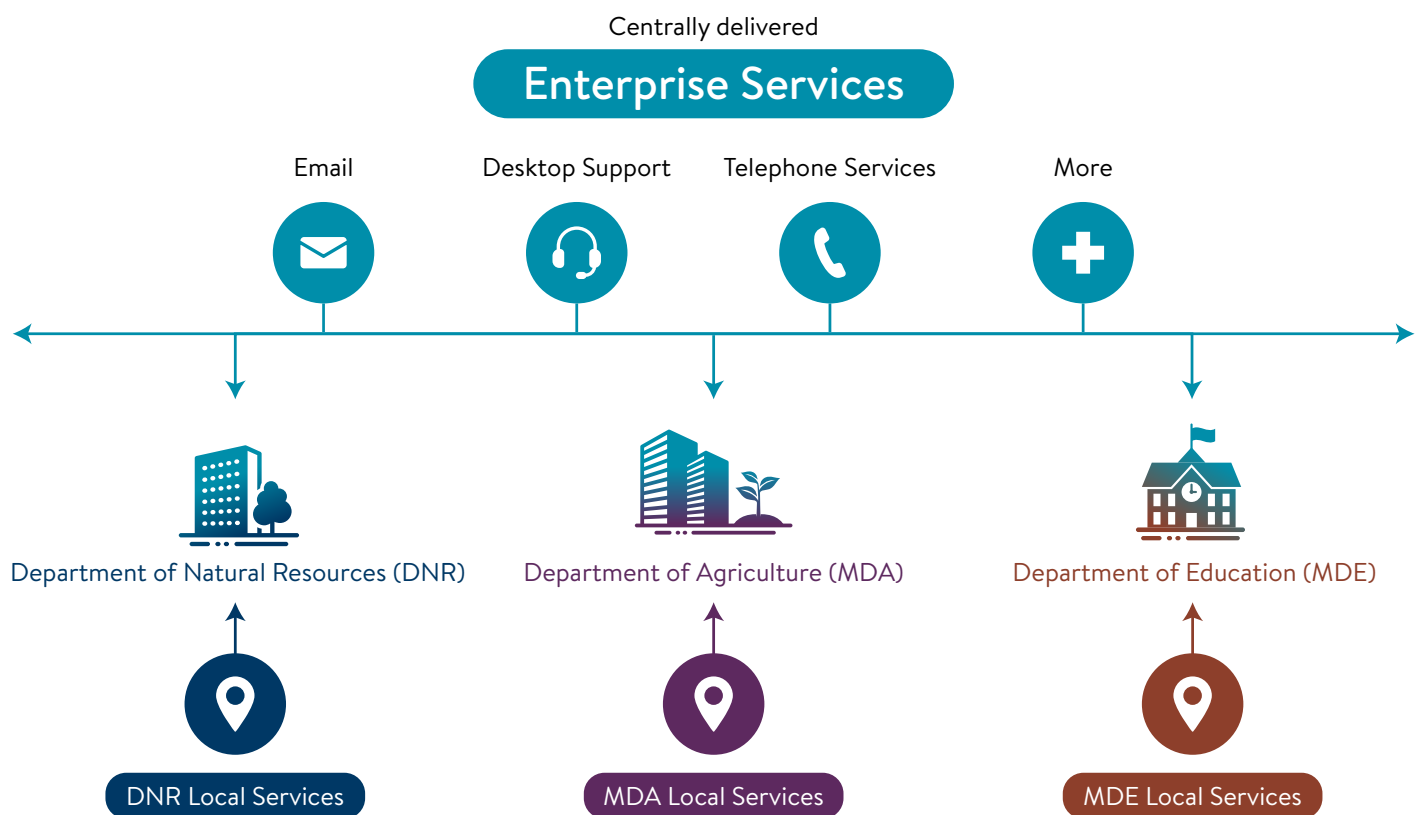 Centrally delivered
Enterprise Services
Email
Desktop Support
Telephone Services
More
Department of Natural Resources (DNR)
Department of Agriculture (MDA)
Department of Education (MDE)
DNR Local Services
MDA Local Services
MDE Local Services